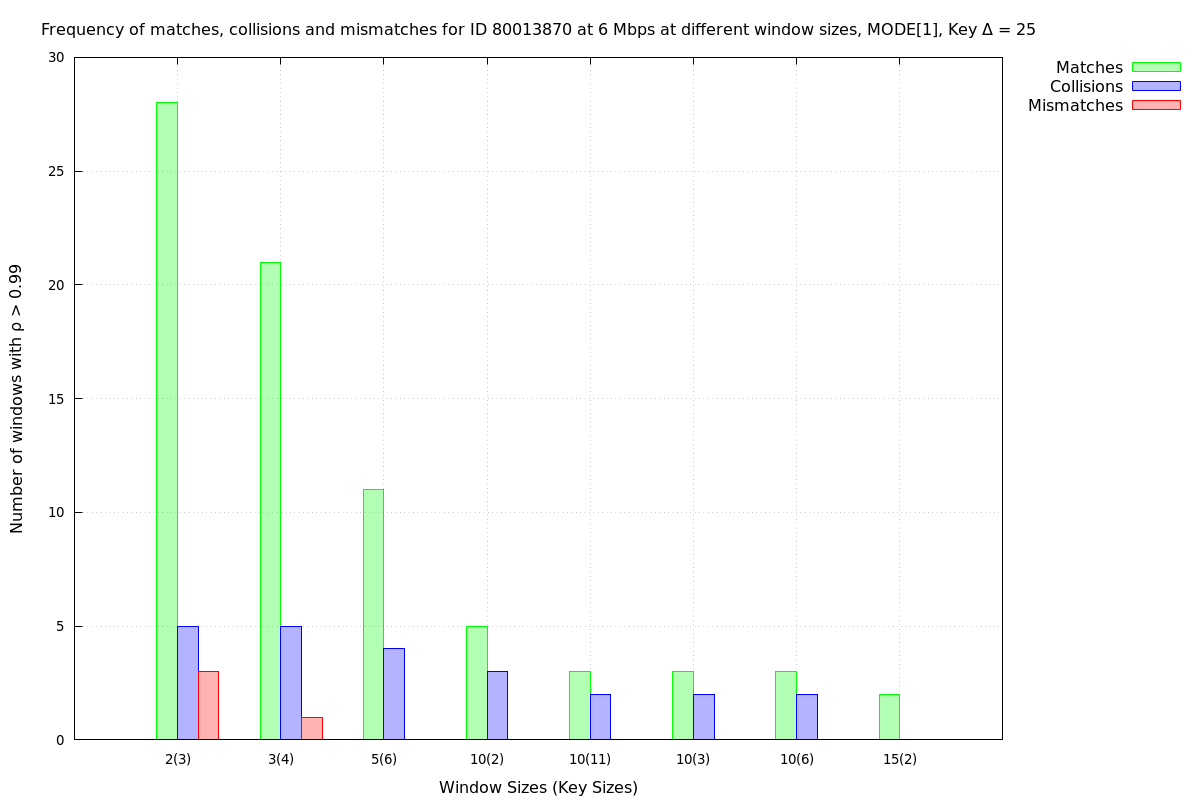 Frequency of matches, collisions and mismatches for ID 80013870 at 6 Mbps at different window sizes, MODE[1], Key Δ = 25
Matches
Collisions
Mismatches
Number of windows with ρ > 0.99
30
25
20
15
10
5
0
2(3) 3(4) 5(6) 10(2) 10(11) 10(3) 10(6) 15(2)
Window Sizes (Key Sizes)